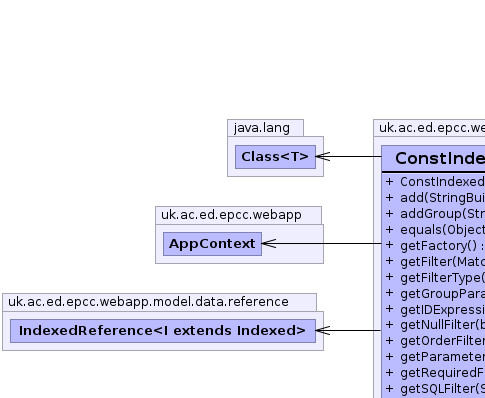 java.lang
Class<T>
uk.ac.ed.epcc.webapp
AppContext
uk.ac.ed.epcc.webapp.model.data.reference
IndexedReference<I extends Indexed>
uk.ac.ed.epcc.we
ConstInde
+ ConstIndexed
+ add(StringBui
+ addGroup(Str
+ equals(Object
+ getFactory() :
+ getFilter(Matc
+ getFilterType(
+ getGroupPara
+ getIDExpressi
+ getNullFilter(b
+ getOrderFilter
+ getParameter
+ getRequiredF
+ getSQLFilter(S